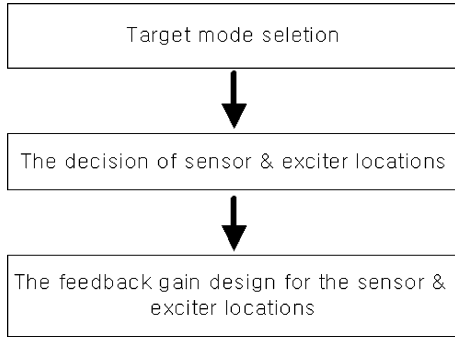 Target mode seletion
The decision of sensor & exciter locations
The feedback gain design for the sensor &
exciter locations